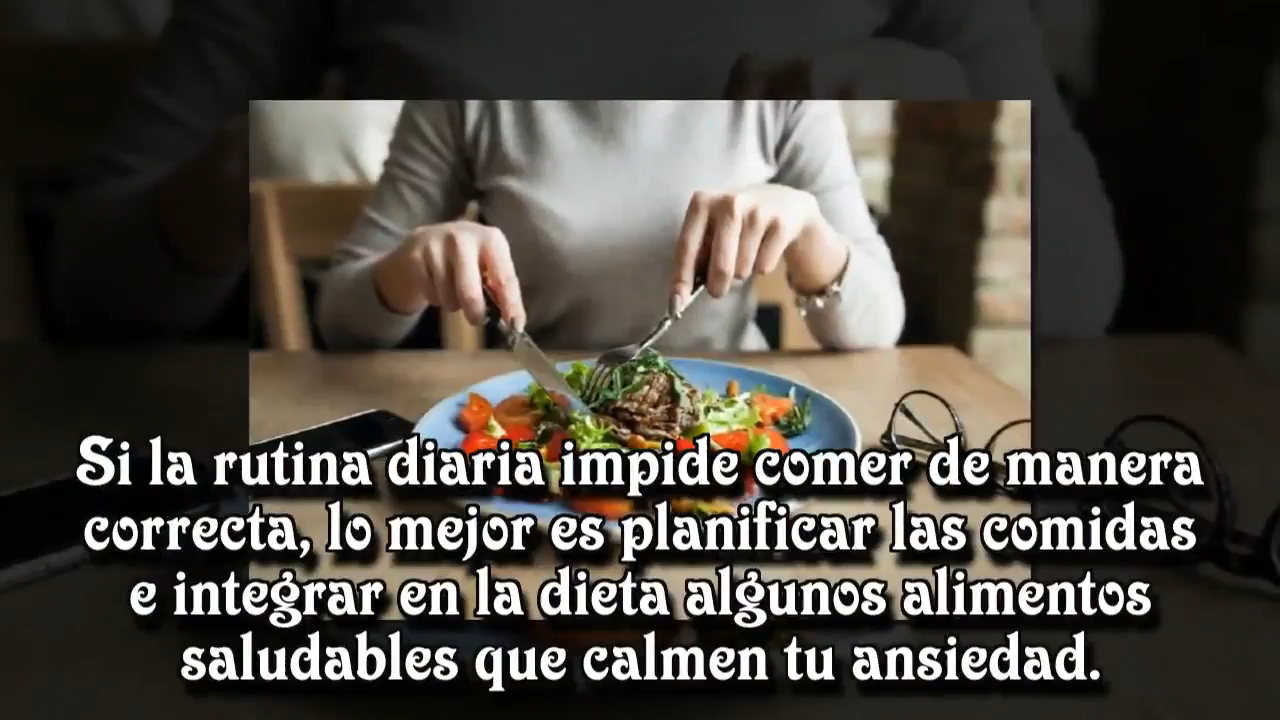 Si la rutina diaria impide comer de manera
correcta, lo mejor es planificar las comidas
e integrar en la dieta algunos alimentos
saludables que calmen tu ansiedad.